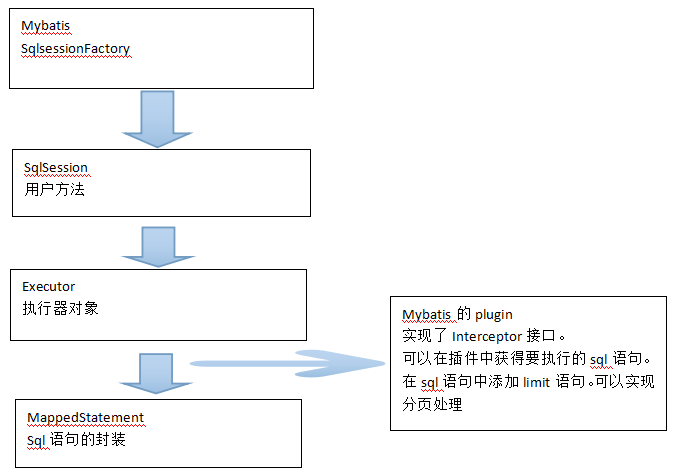 Mybatis
SqlsessionFactory
SqlSession
用户方法
Executor
执行器对象
Mybatis 的 plugin
实现了 Interceptor 接口。
可以在插件中获得要执行的 sql 语句。
在 sql 语句中添加 limit 语句。可以实现
分页处理
MappedStatement
Sql 语句的封装